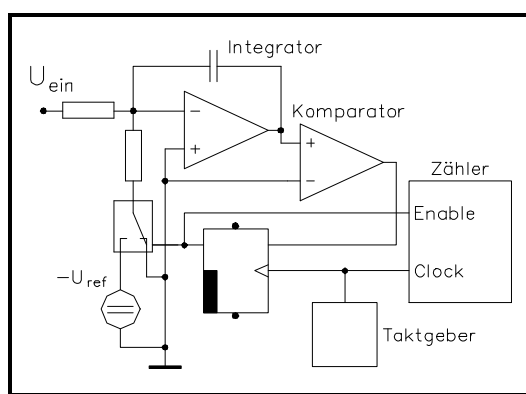 Integrator
U ein
Komparator
Zähler
Enable
-U ref
Clock
Taktgeber